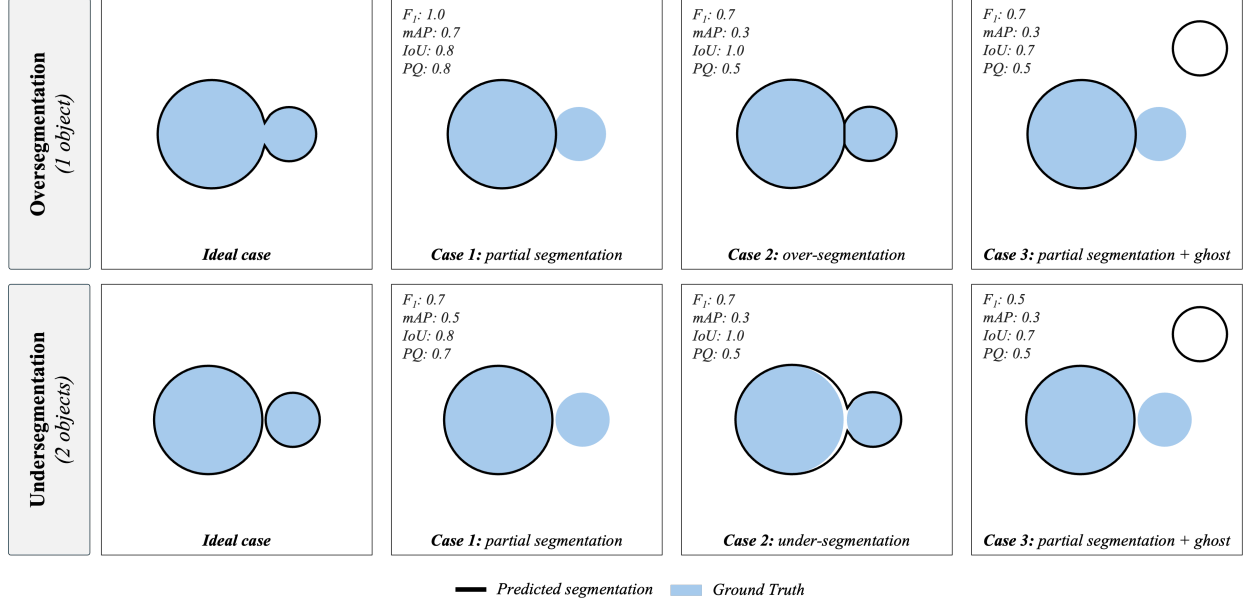 Oversegmentation
(1 object)
Ideal case
F1: 1.0
mAP: 0.7
IoU: 0.8
PQ: 0.8
Case 1: partial segmentation
F1: 0.7
mAP: 0.3
IoU: 1.0
PQ: 0.5
Case 2: over-segmentation
F1: 0.7
mAP: 0.3
IoU: 0.7
PQ: 0.5
Case 3: partial segmentation + ghost
Undersegmentation
(2 objects)
Ideal case
F1: 0.7
mAP: 0.5
IoU: 0.8
PQ: 0.7
Case 1: partial segmentation
F1: 0.7
mAP: 0.3
IoU: 1.0
PQ: 0.5
Case 2: under-segmentation
F1: 0.5
mAP: 0.3
IoU: 0.7
PQ: 0.5
Case 3: partial segmentation + ghost
Predicted segmentation
Ground Truth